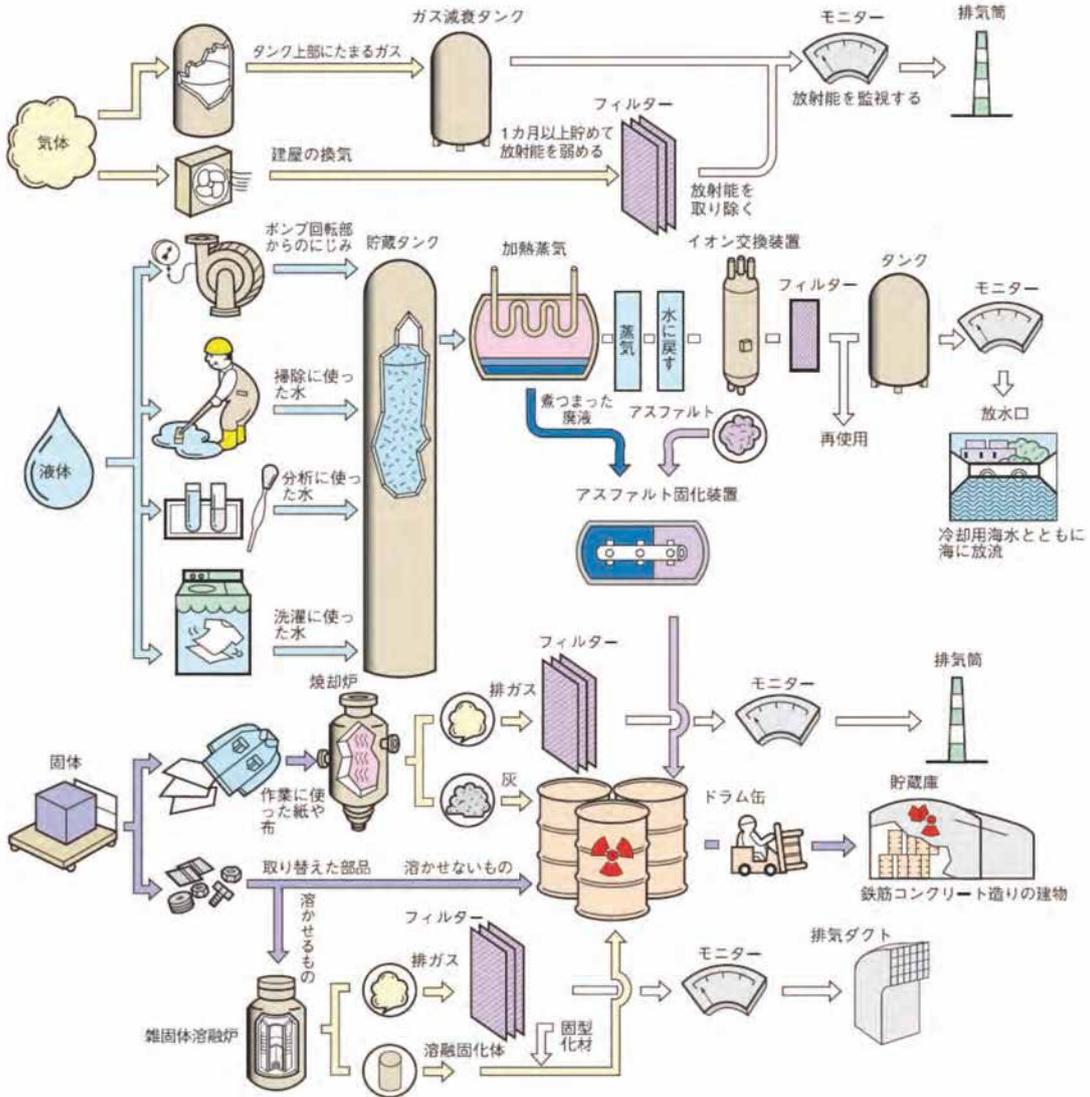 ガス減衰タンク
モニター
排気筒
タンク上部にたまるガス
放射能を監視する
気体
フィルター
1カ月以上貯めて
放射能を弱める
建屋の換気
放射能を
取り除く
ポンプ回転部
からのにじみ
貯蔵タンク
加熱蒸気
イオン交換装置
フィルター
タンク
モニター
蒸気
水に戻す
掃除に使っ
た水
煮つまった
廃液
アスファルト
再使用
放水口
液体
分析に使っ
た水
アスファルト固化装置
冷却用海水とともに
海に放流
洗濯に使っ
た水
フィルター
排気筒
焼却炉
排ガス
モニター
固体
作業に使
った紙や
布
灰
ドラム缶
貯蔵庫
取り替えた部品
溶かせないもの
鉄筋コンクリート造りの建物
溶かせるもの
フィルター
排気ダクト
排ガス
モニター
雑固体溶融炉
固型
化材
溶融固化体